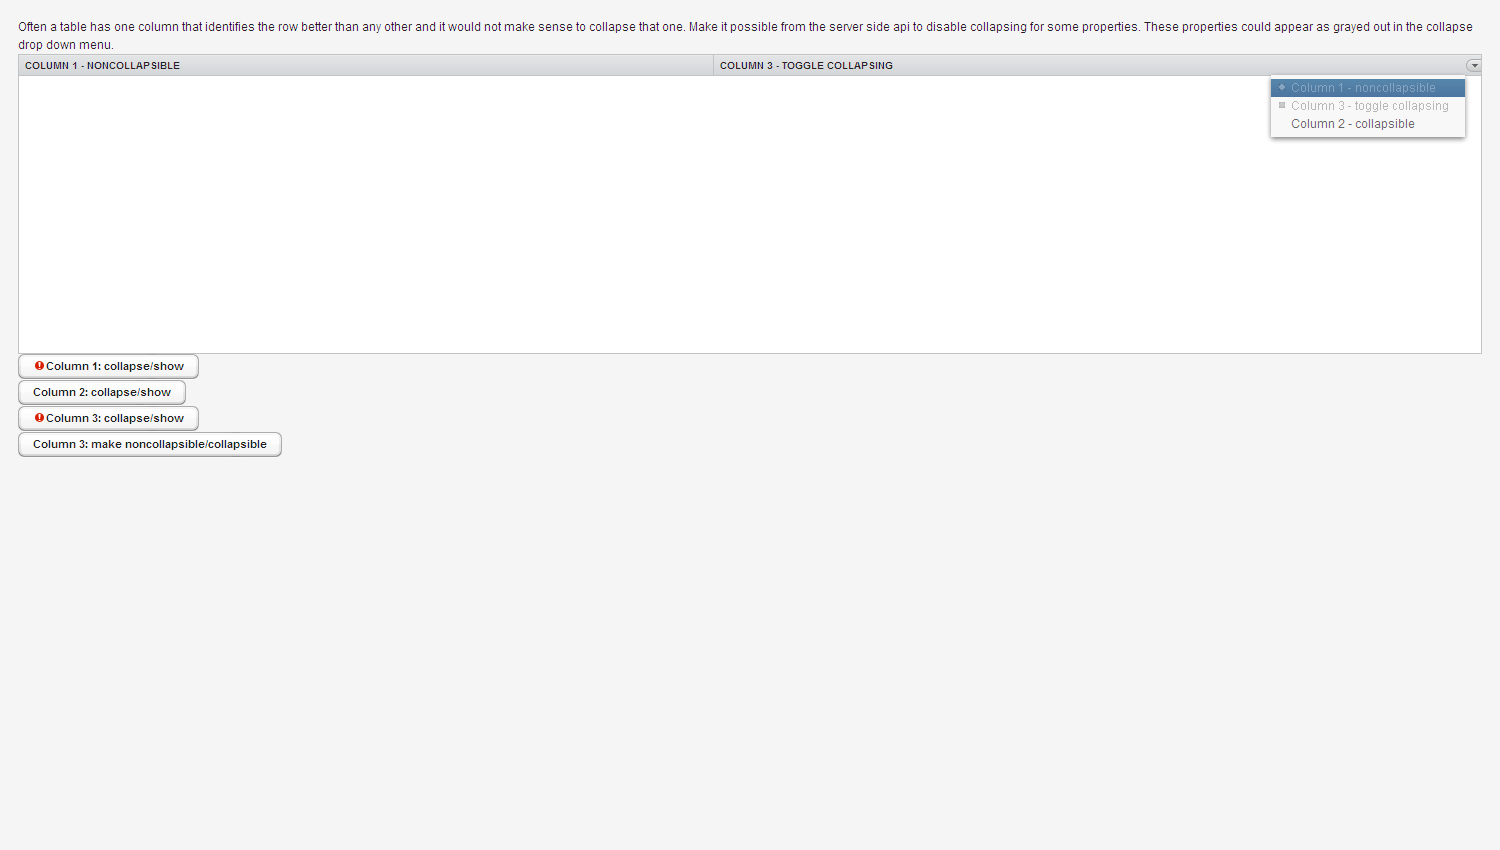 Often a table has one column that identifies the row better than any other and it would not make sense to collapse that one. Make it possible from the server side api to disable collapsing for some properties. These properties could appear as grayed out in the collapse
drop down menu.
COLUMN 1 - NONCOLLAPSIBLE
COLUMN 3 - TOGGLE COLLAPSING
Column 1 - noncollapsible
Column 3 - toggle collapsing
Column 2 - collapsible
Column 1: collapse/show
Column 2: collapse/show
Column 3: collapse/show
Column 3: make noncollapsible/collapsible